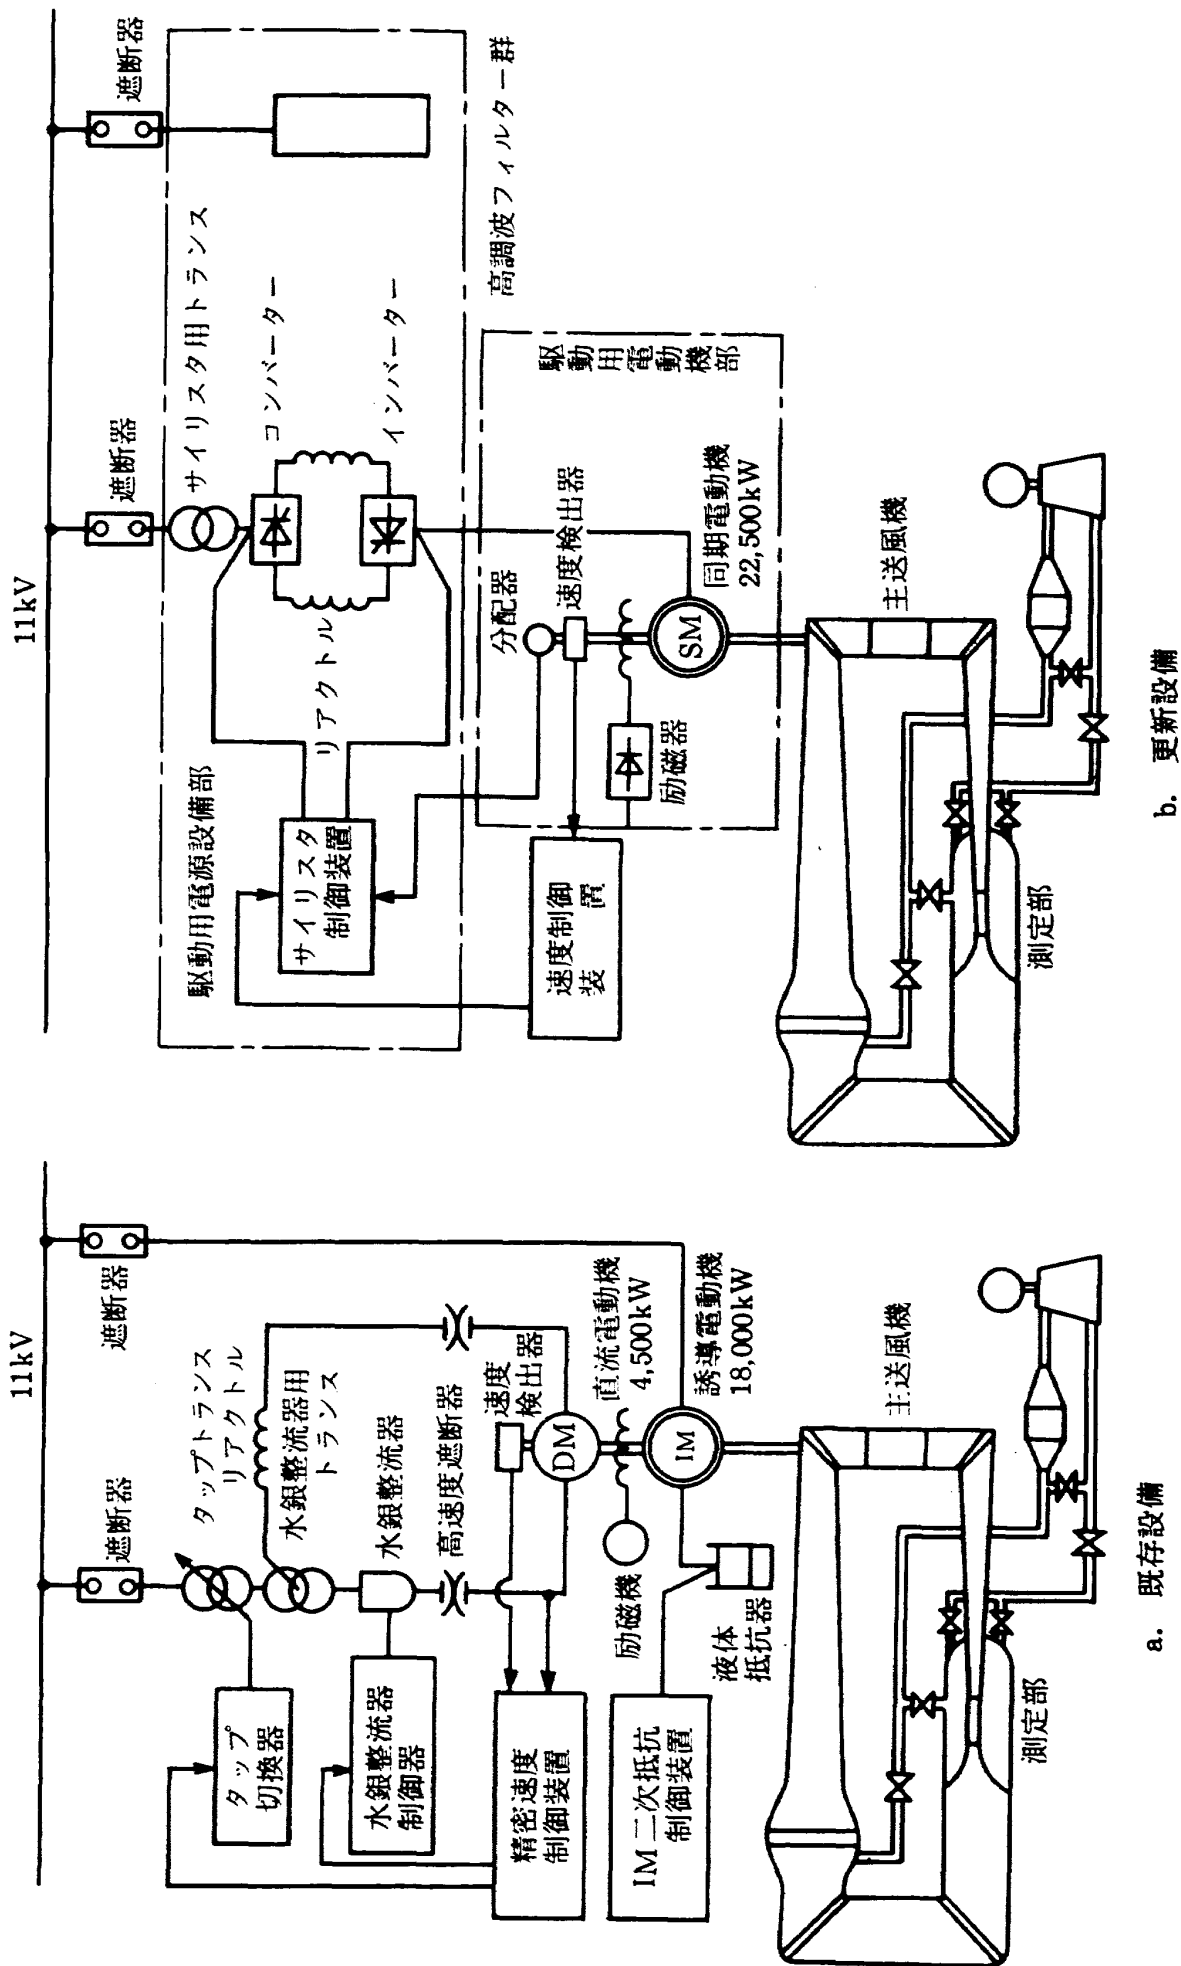 11kV
遮断器
遮断器
タップトランス
リアクトル
水銀整流器用
トランス
水銀整流器
高速度遮断器
タップ
切換器
水銀整流器
制御器
精密速度
制御装置
速度
検出器
DM
直流電動機
4,500kW
励磁機
IM
誘導電動機
18,000kW
液体
抵抗器
IM二次抵抗
制御装置
主送風機
測定部
a. 既存設備
11kV
遮断器
遮断器
サイリスタ用トランス
コンバーター
インバーター
リアクトル
駆動用電源設備部
サイリスタ
制御装置
高調波フィルター群
駆動用電動機部
分配器
速度検出器
励磁器
SM
同期電動機
22,500kW
速度制御
装置
主送風機
測定部
b. 更新設備